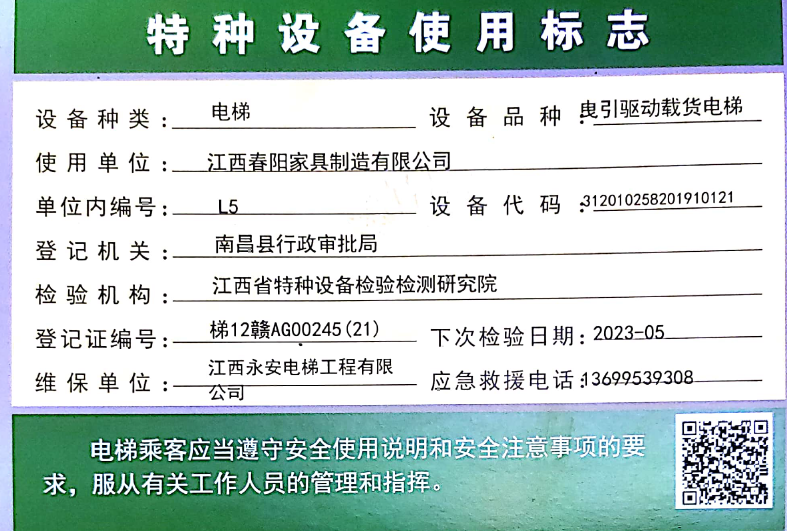 特种设备使用标志
设备种类：电梯 设备品种：曳引驱动载货电梯
使用单位：江西春阳家具制造有限公司
单位内编号：L5 设备代码：312010258201910121
登记机关：南昌县行政审批局
检验机构：江西省特种设备检验检测研究院
登记证编号：梯12赣AG00245(21) 下次检验日期：2023-05
维保单位：江西永安电梯工程有限公司 应急救援电话：13699539308
电梯乘客应当遵守安全使用说明和安全注意事项的要
求，服从有关工作人员的管理和指挥。